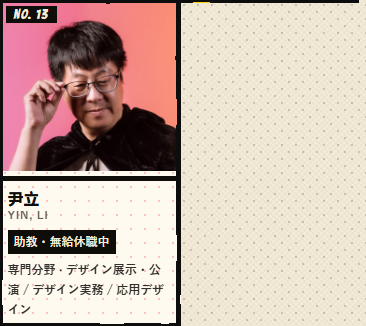 NO. 13
尹立
YIN, LI
助教・無給休職中
専門分野・デザイン展示・公
演 / デザイン実務 / 応用デザ
イン